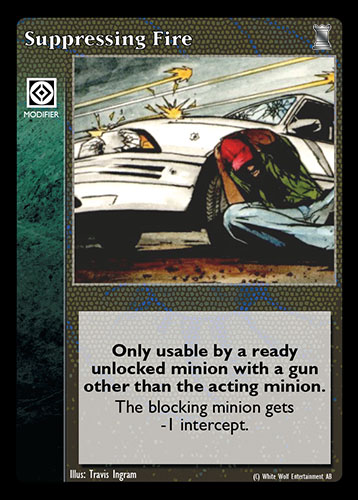 Suppressing Fire
MODIFIER
Only usable by a ready
unlocked minion with a gun
other than the acting minion.
The blocking minion gets
-1 intercept.
Illus: Travis Ingram
(C) White Wolf Entertainment AB